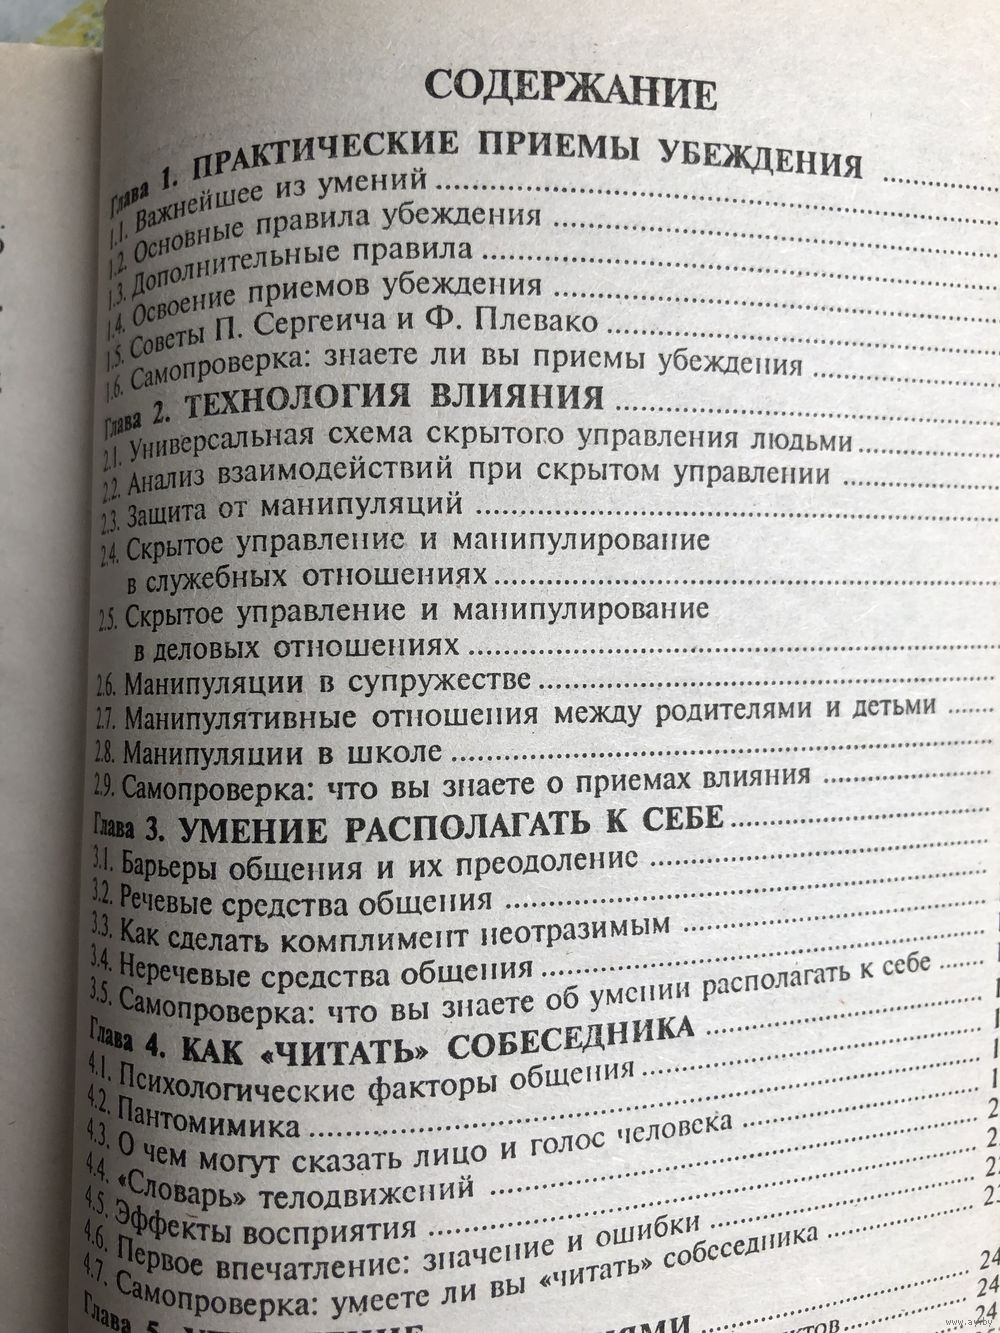 СОДЕРЖАНИЕ
Глава 1. ПРАКТИЧЕСКИЕ ПРИЕМЫ УБЕЖДЕНИЯ ..........
1.1. Важнейшее из умений ..........
1.2. Основные правила убеждения ..........
1.3. Дополнительные правила ..........
1.4. Освоение приемов убеждения ..........
1.5. Советы П. Сергеича и Ф. Плевако ..........
1.6. Самопроверка: знаете ли вы приемы убеждения ..........
Глава 2. ТЕХНОЛОГИЯ ВЛИЯНИЯ ..........
2.1. Универсальная схема скрытого управления людьми ..........
2.2. Анализ взаимодействий при скрытом управлении ..........
2.3. Защита от манипуляций ..........
2.4. Скрытое управление и манипулирование
в служебных отношениях ..........
2.5. Скрытое управление и манипулирование
в деловых отношениях ..........
2.6. Манипуляции в супружестве ..........
2.7. Манипулятивные отношения между родителями и детьми ..........
2.8. Манипуляции в школе ..........
2.9. Самопроверка: что вы знаете о приемах влияния ..........
Глава 3. УМЕНИЕ РАСПОЛАГАТЬ К СЕБЕ ..........
3.1. Барьеры общения и их преодоление ..........
3.2. Речевые средства общения ..........
3.3. Как сделать комплимент неотразимым ..........
3.4. Неречевые средства общения ..........
3.5. Самопроверка: что вы знаете об умении располагать к себе ..........
Глава 4. КАК «ЧИТАТЬ» СОБЕСЕДНИКА ..........
4.1. Психологические факторы общения ..........
4.2. Пантомимика ..........
4.3. О чем могут сказать лицо и голос человека ..........
4.4. «Словарь» телодвижений ..........
4.5. Эффекты восприятия ..........
4.6. Первое впечатление: значение и ошибки ..........
4.7. Самопроверка: умеете ли вы «читать» собеседника ..........
Глава 5.
www.ay.by